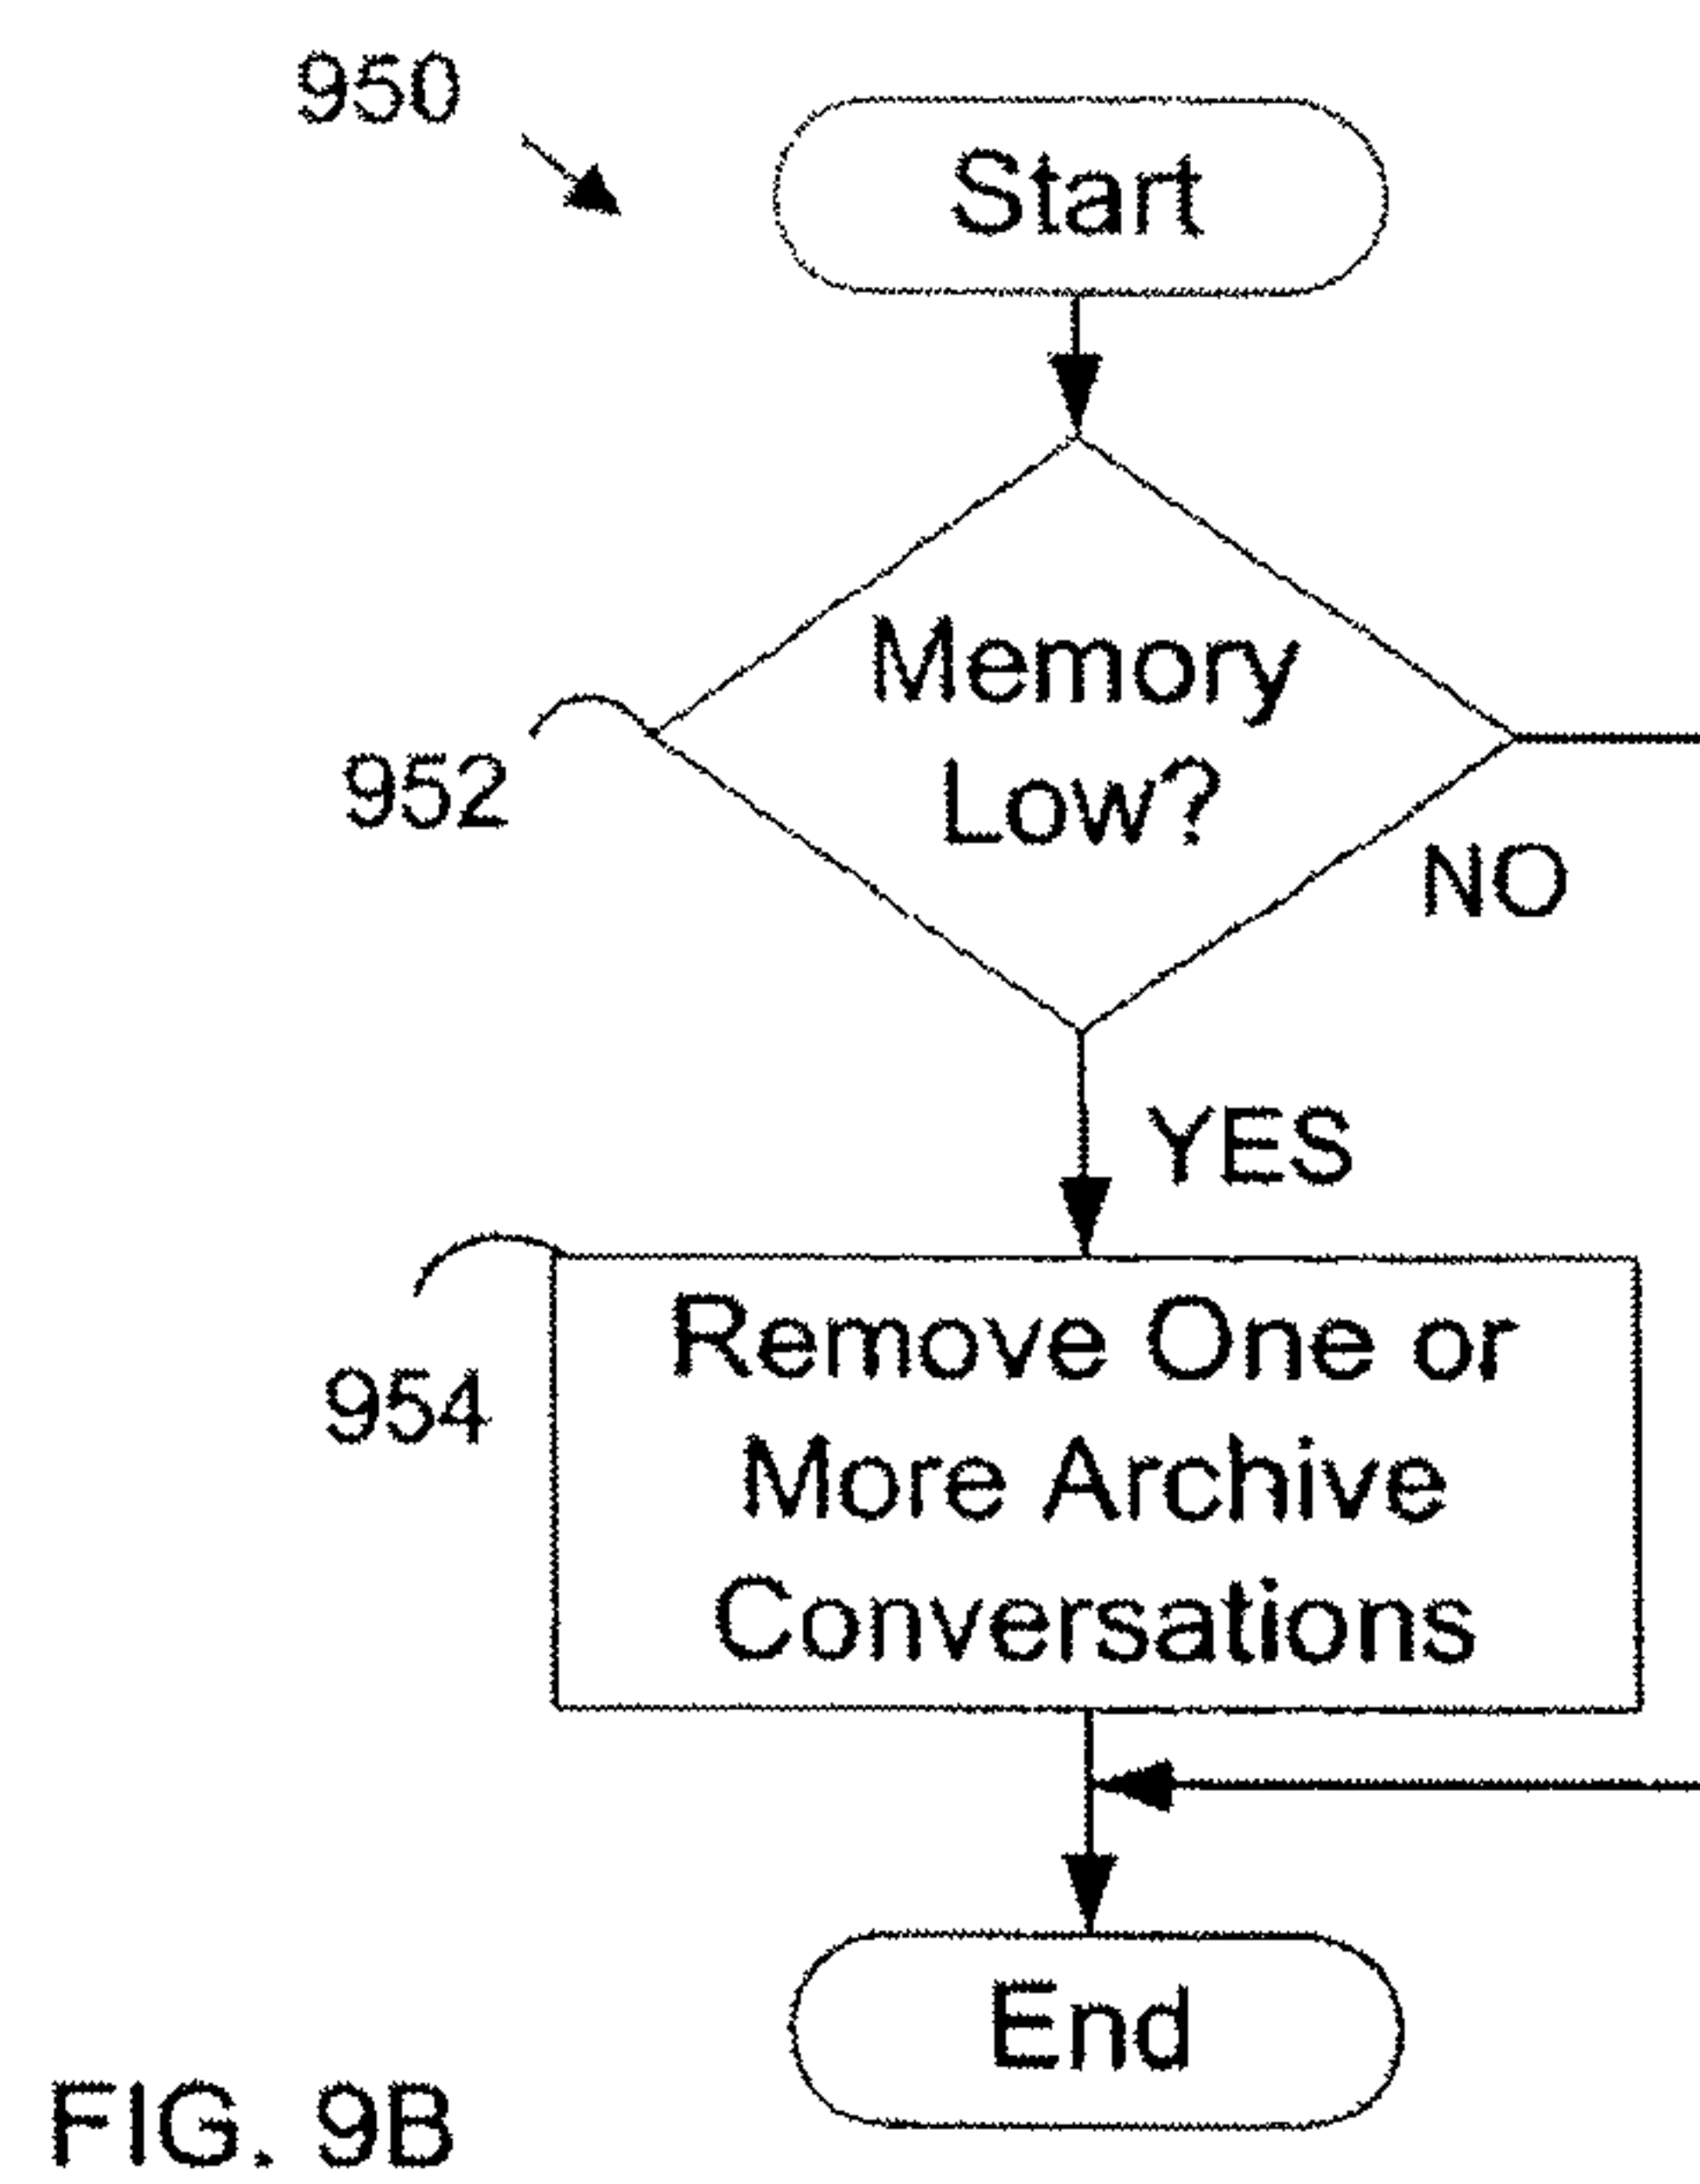 950
Start
Memory
Low?
952
NO
YES
Remove One or
More Archive
Conversations
954
End
FIG. 9B